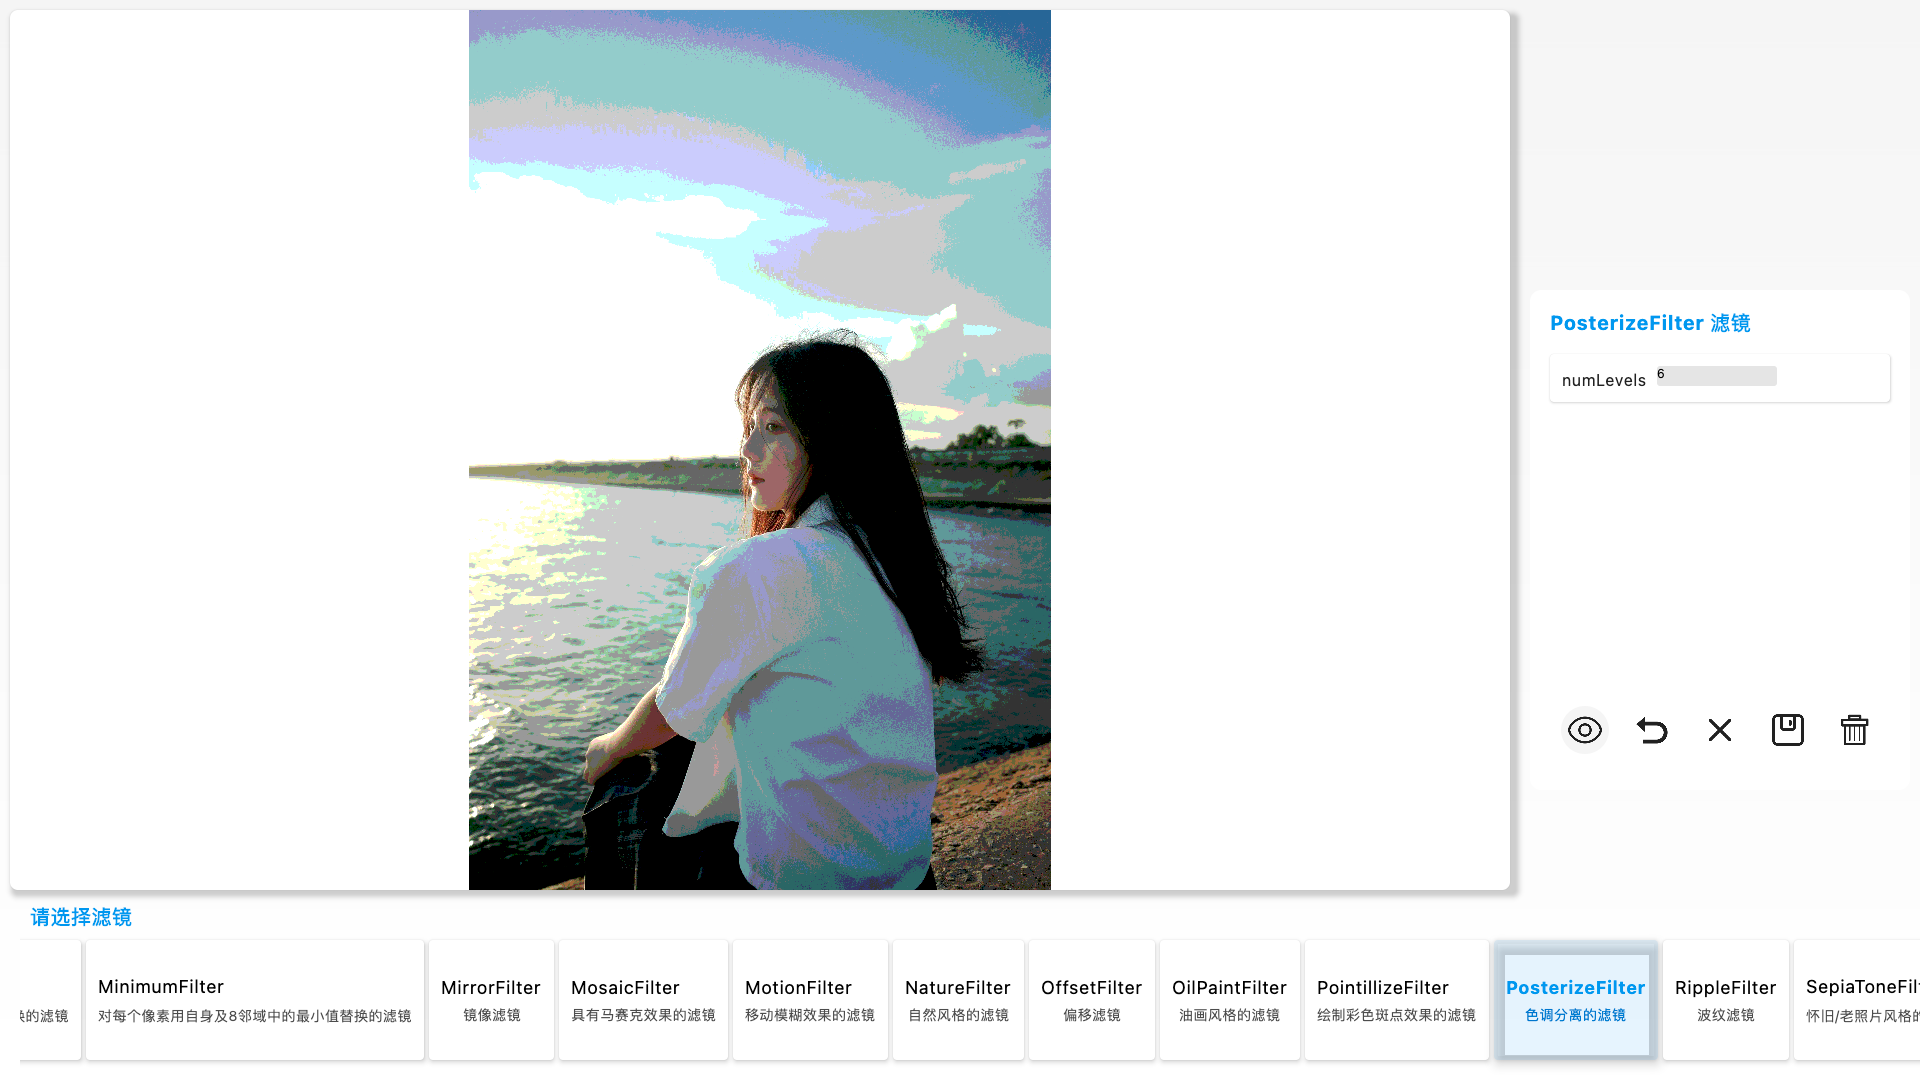 PosterizeFilter 滤镜
numLevels 6
请选择滤镜
的滤镜
MinimumFilter
对每个像素用自身及8邻域中的最小值替换的滤镜
MirrorFilter
镜像滤镜
MosaicFilter
具有马赛克效果的滤镜
MotionFilter
移动模糊效果的滤镜
NatureFilter
自然风格的滤镜
OffsetFilter
偏移滤镜
OilPaintFilter
油画风格的滤镜
PointillizeFilter
绘制彩色斑点效果的滤镜
PosterizeFilter
色调分离的滤镜
RippleFilter
波纹滤镜
SepiaToneFil
怀旧/老照片风格的